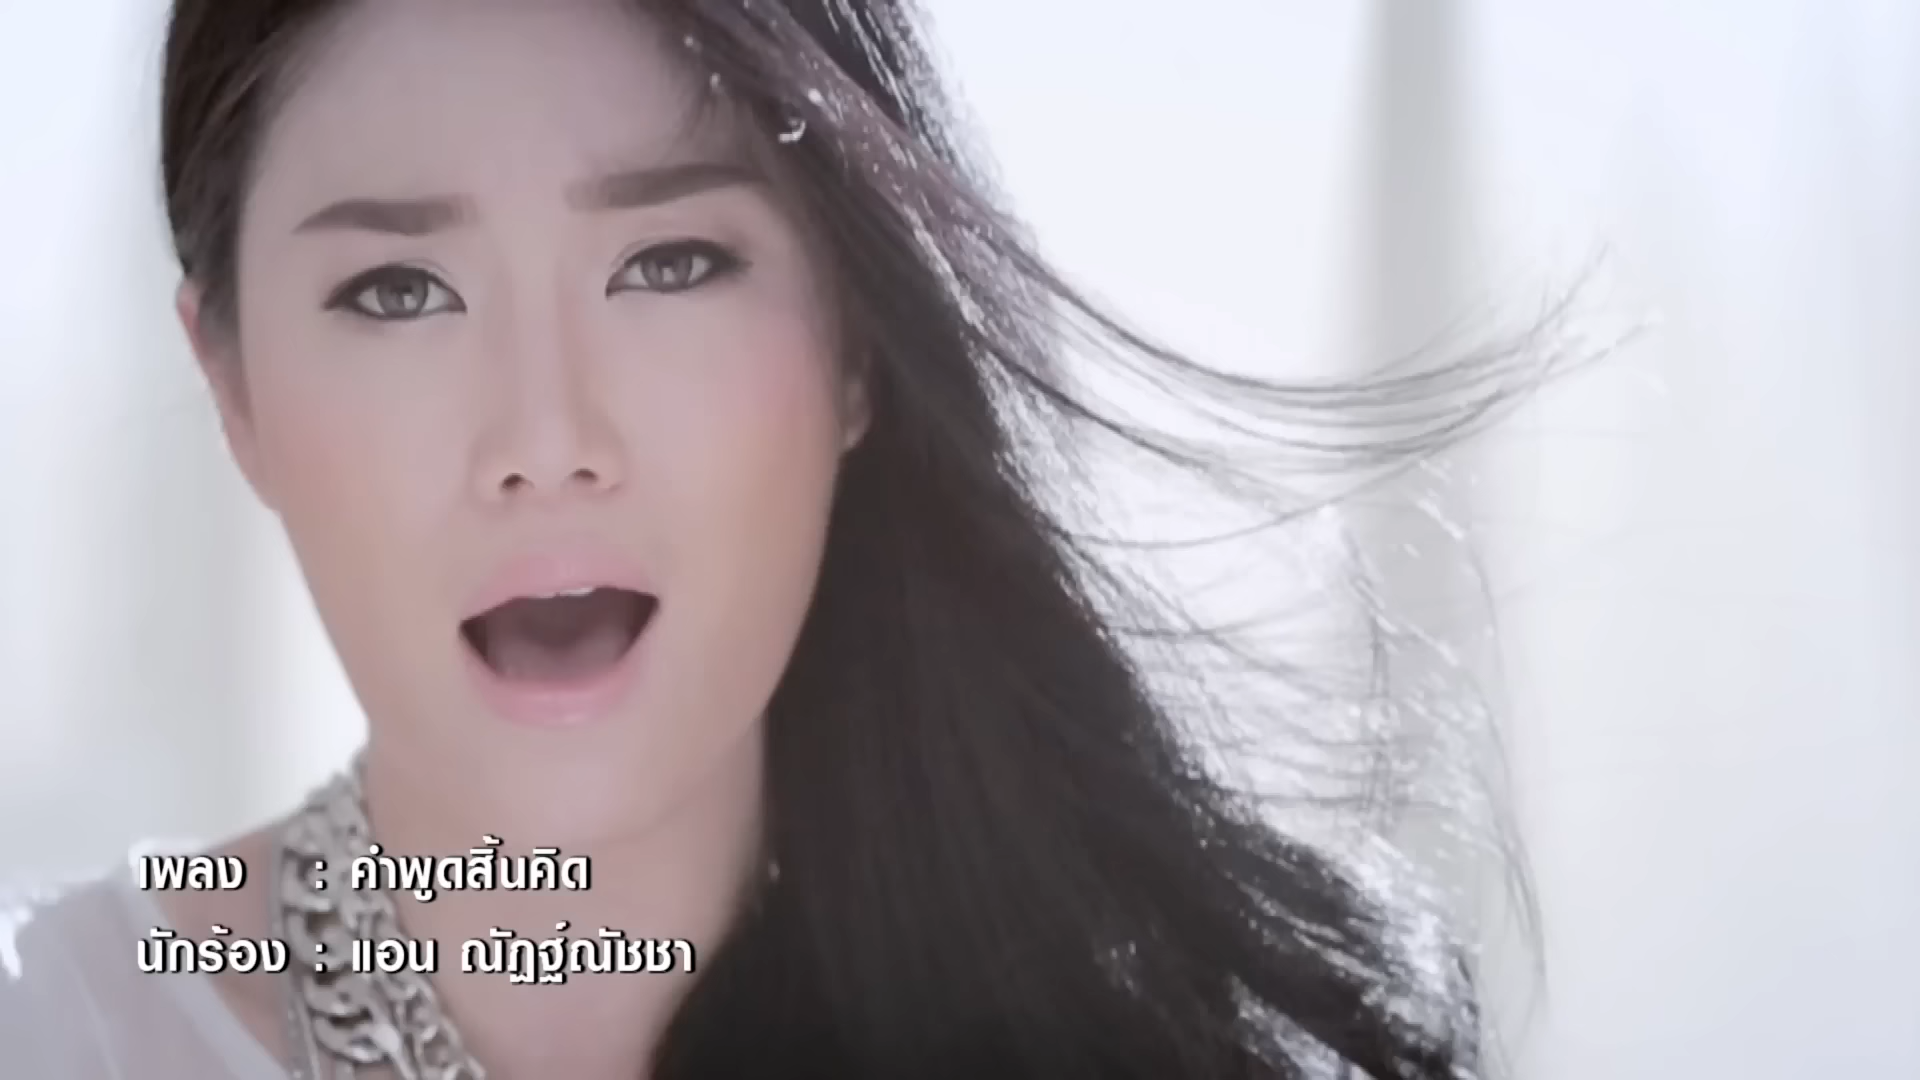 เพลง : คำพูดสิ้นคิด
นักร้อง : แอน ณัฏฐ์ณัชชา